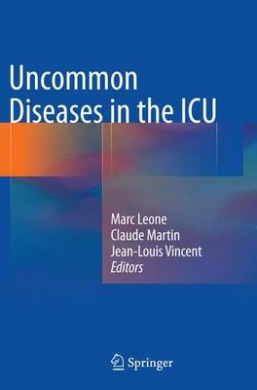 Uncommon
Diseases in the ICU
Marc Leone
Claude Martin
Jean-Louis Vincent
Editors
Springer